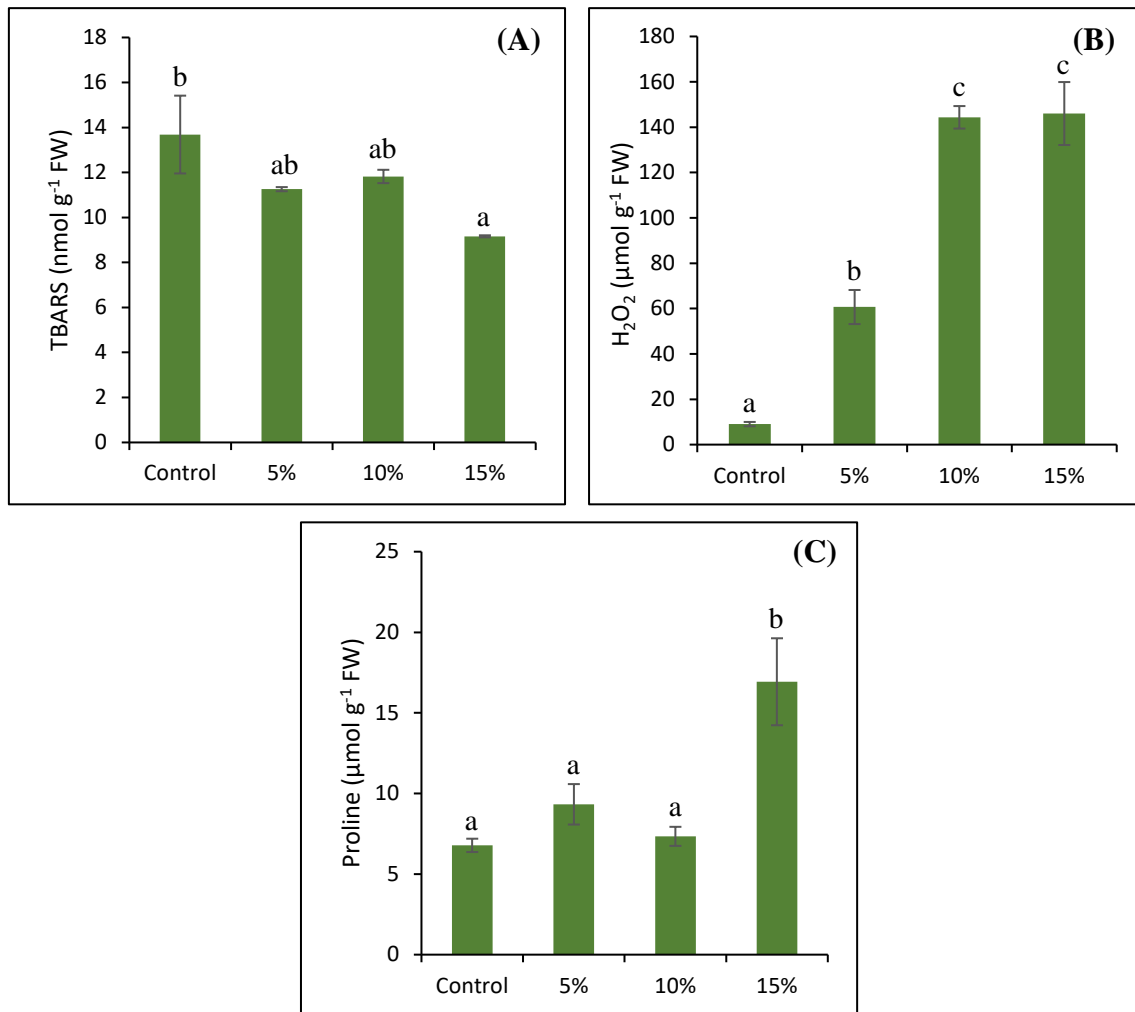 (A)
TBARS (nmol g⁻¹ FW)
18
16
14
12
10
8
6
4
2
0
b
ab
ab
a
Control 5% 10% 15%
(B)
H₂O₂ (μmol g⁻¹ FW)
180
160
140
120
100
80
60
40
20
0
a
b
c
c
Control 5% 10% 15%
(C)
Proline (μmol g⁻¹ FW)
25
20
15
10
5
0
a
a
a
b
Control 5% 10% 15%